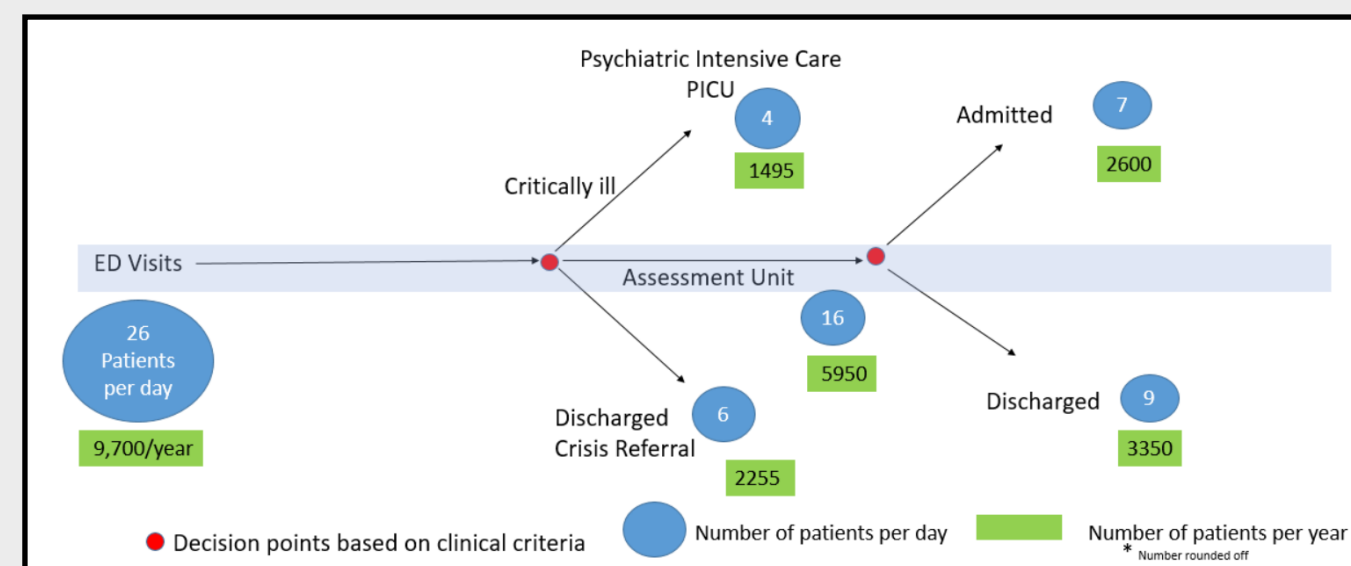 Psychiatric Intensive Care
PICU
4
1495
Critically ill
Admitted
7
2600
ED Visits
Assessment Unit
26
Patients
per day
9,700/year
16
5950
Discharged
Crisis Referral
6
2255
Discharged
9
3350
Decision points based on clinical criteria
Number of patients per day
Number of patients per year
* Number rounded off